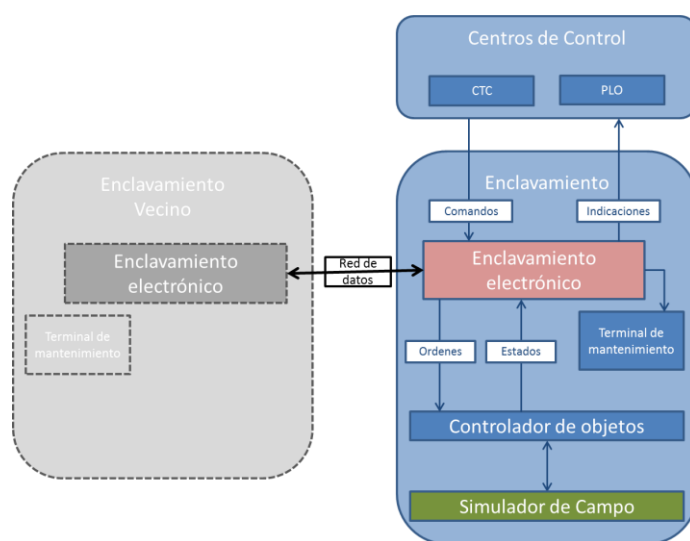 Centros de Control
CTC
PLO
Enclavamiento
Vecino
Enclavamiento
electrónico
Terminal de
mantenimiento
Red de
datos
Enclavamiento
Comandos
Indicaciones
Enclavamiento
electrónico
Terminal de
mantenimiento
Ordenes
Estados
Controlador de objetos
Simulador de Campo